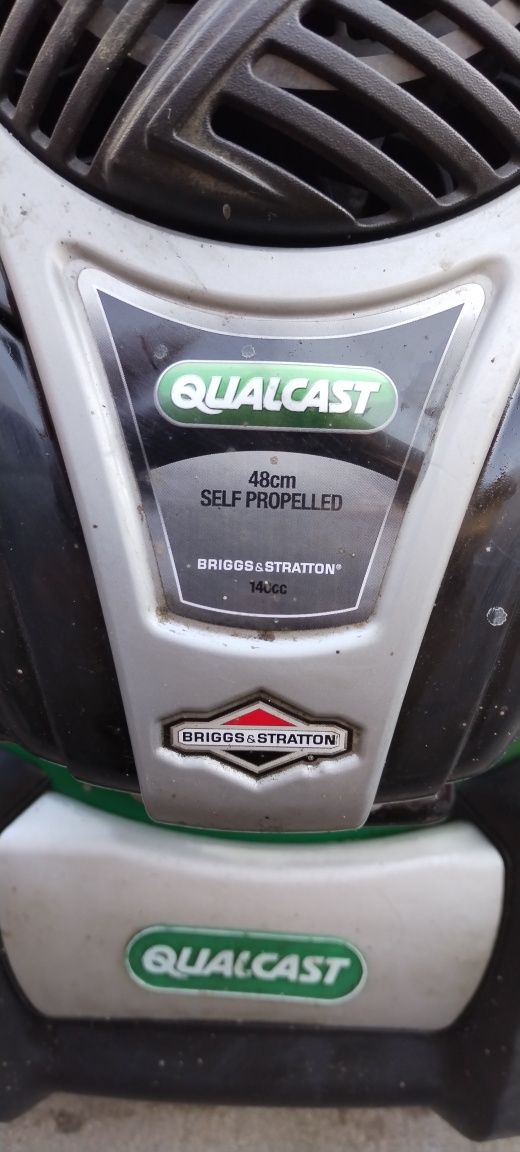 QUALCAST
48cm
SELF PROPELLED
BRIGGS & STRATTON®
140cc
BRIGGS & STRATTON®
QUALCAST